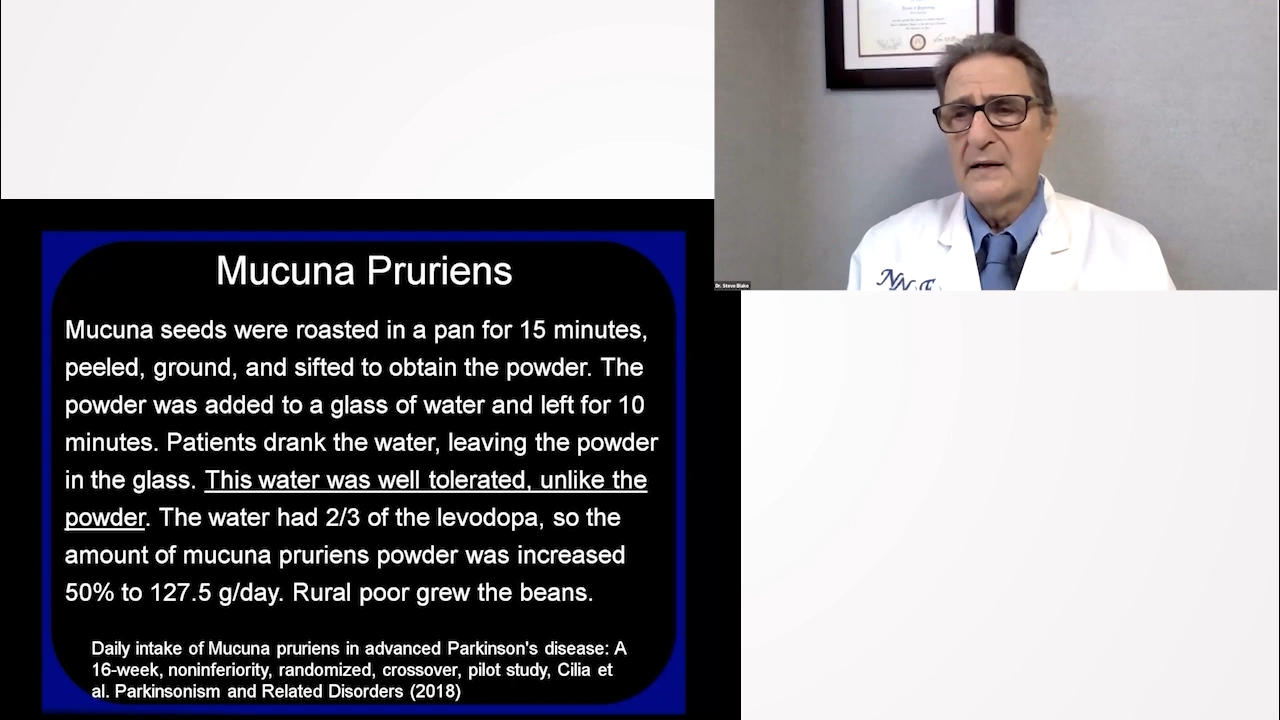 Mucuna Pruriens
Mucuna seeds were roasted in a pan for 15 minutes,
peeled, ground, and sifted to obtain the powder. The
powder was added to a glass of water and left for 10
minutes. Patients drank the water, leaving the powder
in the glass. This water was well tolerated, unlike the
powder. The water had 2/3 of the levodopa, so the
amount of mucuna pruriens powder was increased
50% to 127.5 g/day. Rural poor grew the beans.
Daily intake of Mucuna pruriens in advanced Parkinson's disease: A
16-week, noninferiority, randomized, crossover, pilot study, Cilia et
al. Parkinsonism and Related Disorders (2018)
Dr. Steve Blake